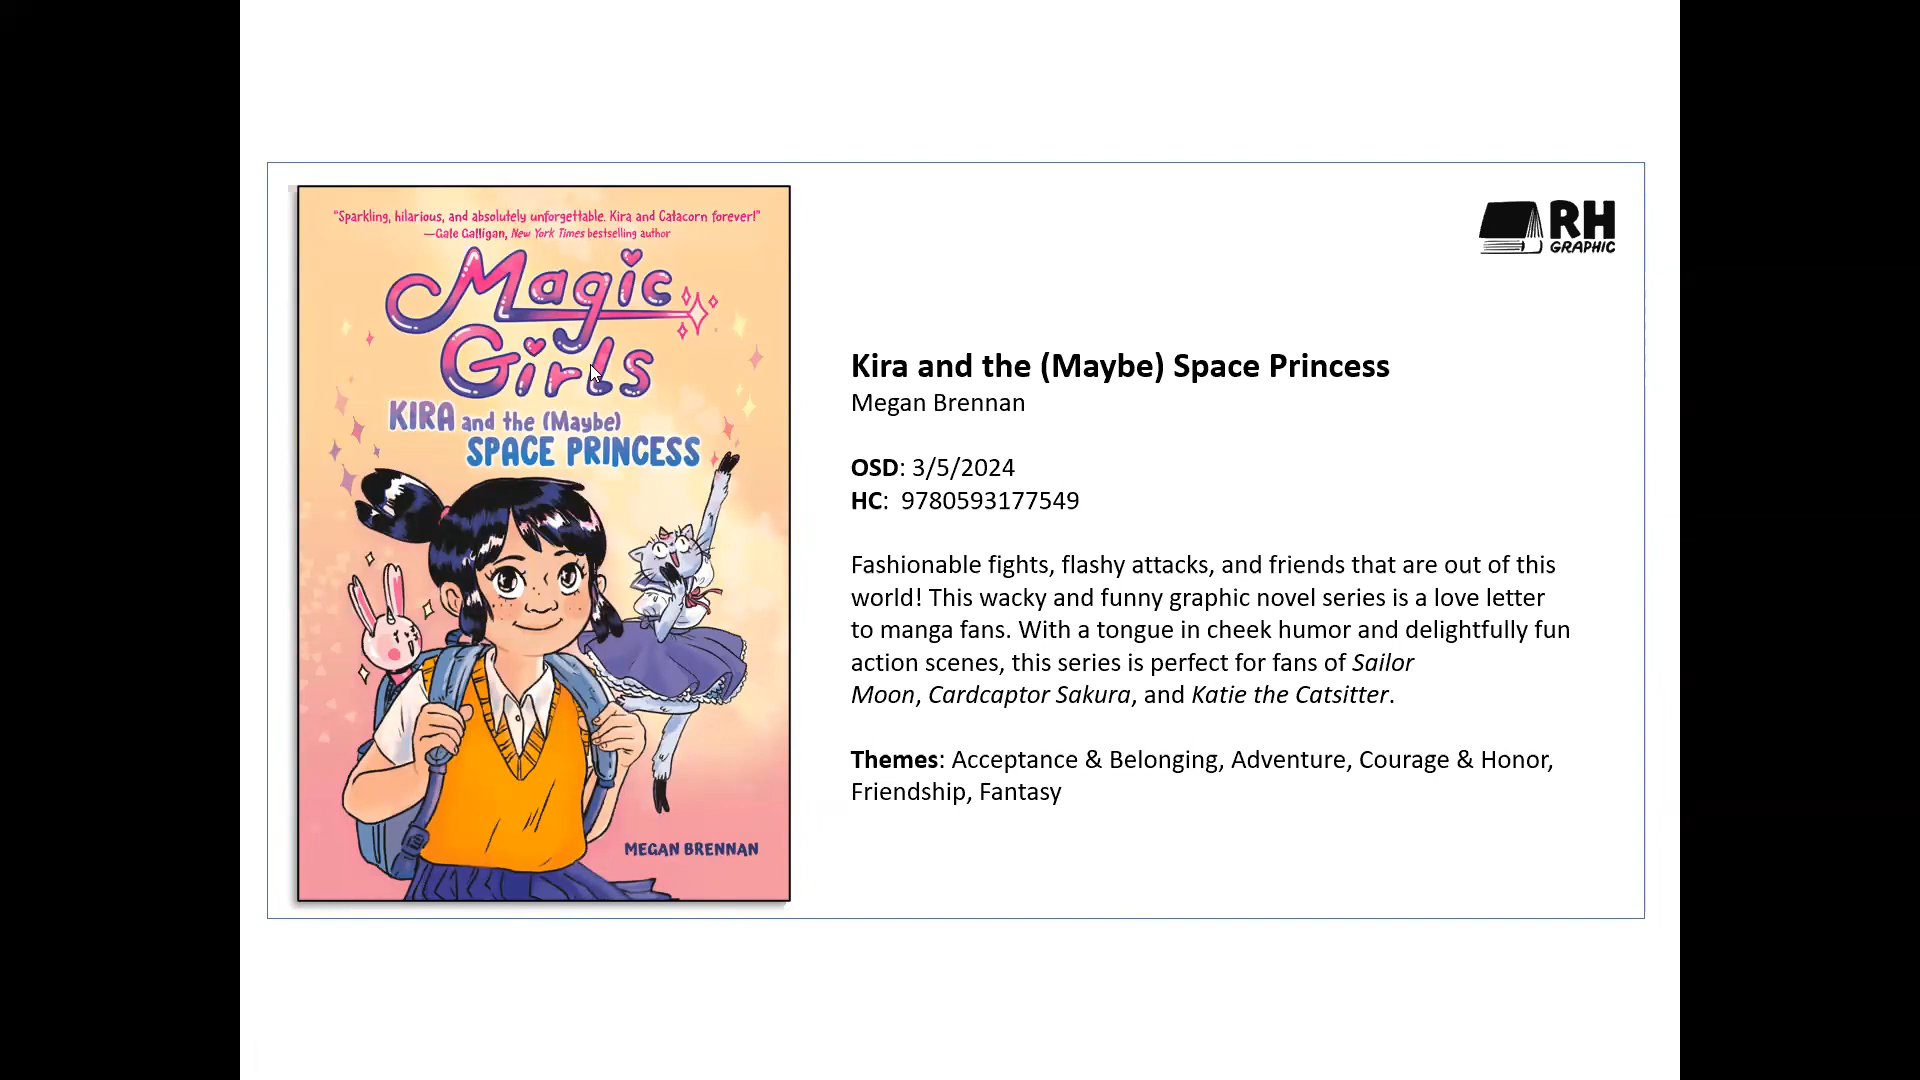 "Sparkling, hilarious, and absolutely unforgettable. Kira and Catacorn forever!"
—Gale Galligan, New York Times bestselling author
Magic
Girls
KIRA and the (Maybe)
SPACE PRINCESS
MEGAN BRENNAN
RH
GRAPHIC
Kira and the (Maybe) Space Princess
Megan Brennan
OSD: 3/5/2024
HC: 9780593177549
Fashionable fights, flashy attacks, and friends that are out of this
world! This wacky and funny graphic novel series is a love letter
to manga fans. With a tongue in cheek humor and delightfully fun
action scenes, this series is perfect for fans of Sailor
Moon, Cardcaptor Sakura, and Katie the Catsitter.
Themes: Acceptance & Belonging, Adventure, Courage & Honor,
Friendship, Fantasy